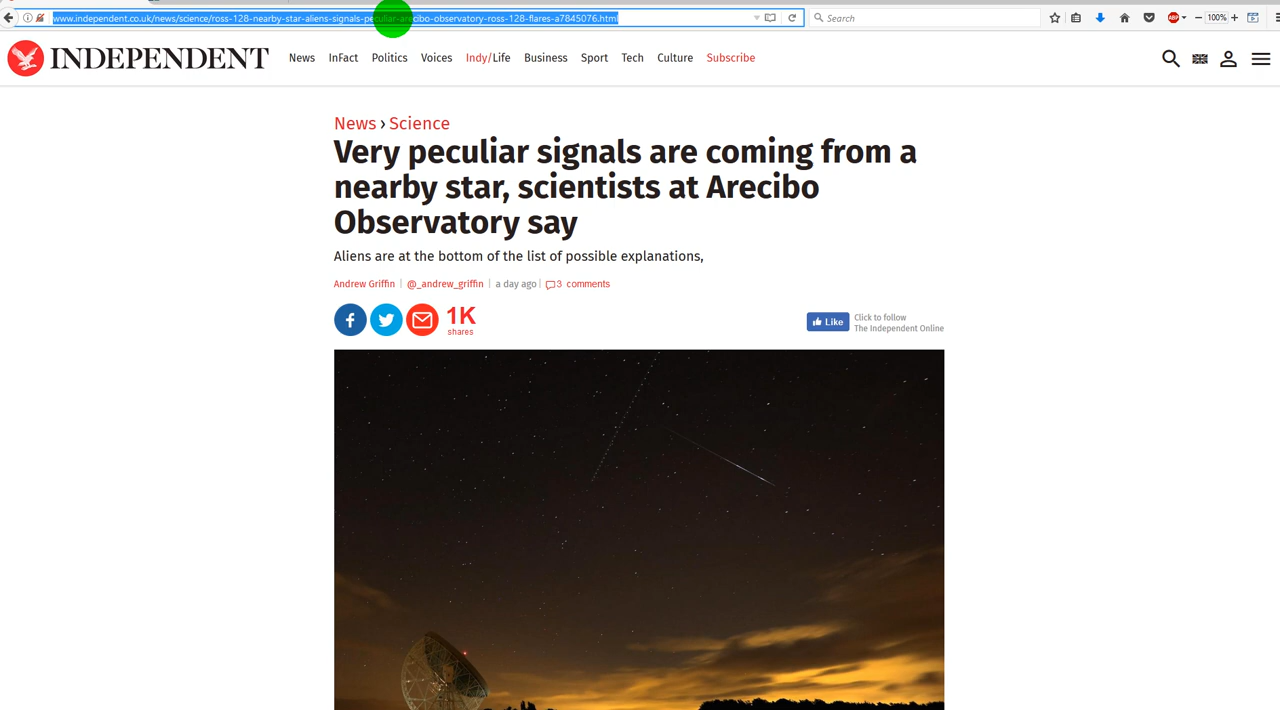 www.independent.co.uk/news/science/ross-128-nearby-star-aliens-signals-peculiar-arecibo-observatory-ross-128-flares-a7845076.html
Search
ABP
100%
INDEPENDENT
News InFact Politics Voices Indy/Life Business Sport Tech Culture Subscribe
News › Science
Very peculiar signals are coming from a
nearby star, scientists at Arecibo
Observatory say
Aliens are at the bottom of the list of possible explanations,
Andrew Griffin | @_andrew_griffin | a day ago | 3 comments
1K
shares
Like
Click to follow
The Independent Online